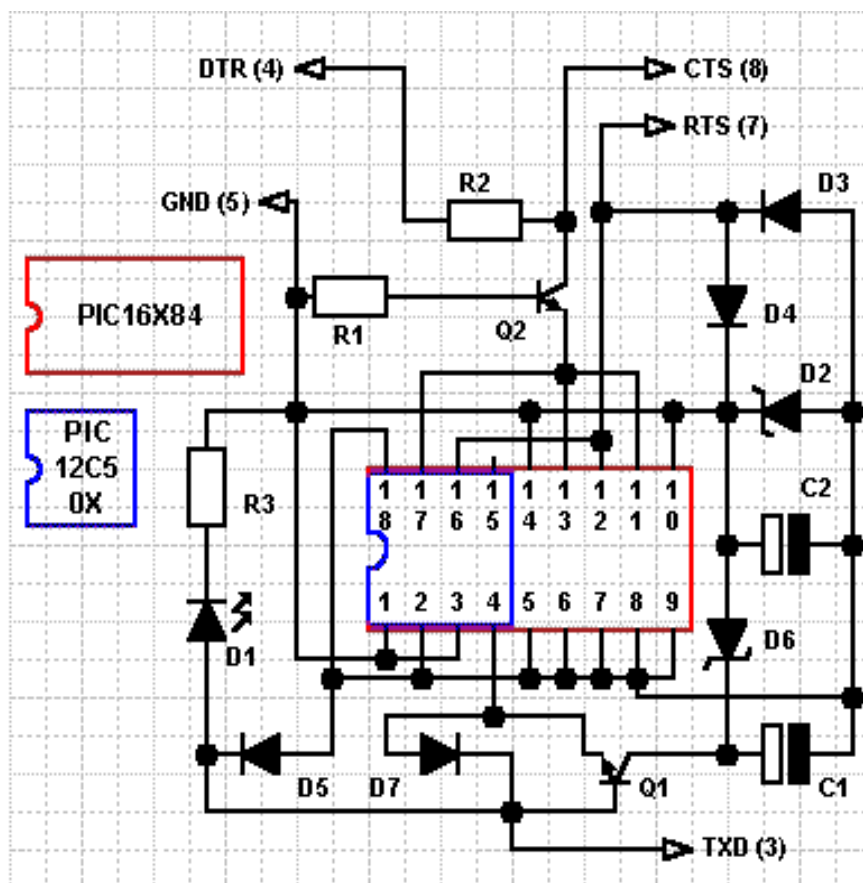 DTR (4)
CTS (8)
RTS (7)
R2
D3
GND (5)
PIC16X84
R1
Q2
D4
D2
PIC
12C5
0X
R3
1 1 1 1 1 1 1 1 1
8 7 6 5 4 3 2 1 0
C2
1 2 3 4 5 6 7 8 9
D1
D6
D5
D7
Q1
C1
TXD (3)